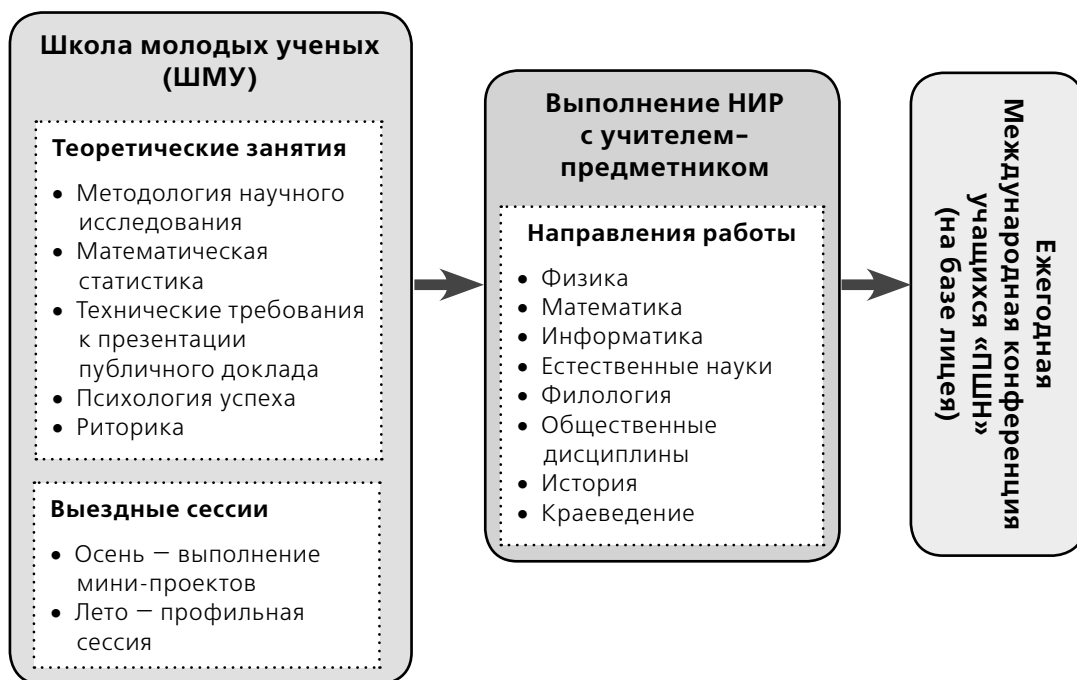 Школа молодых ученых
(ШМУ)
Теоретические занятия
• Методология научного
исследования
• Математическая
статистика
• Технические требования
к презентации
публичного доклада
• Психология успеха
• Риторика
Выездные сессии
• Осень — выполнение
мини-проектов
• Лето — профильная
сессия
Выполнение НИР
с учителем-
предметником
Направления работы
• Физика
• Математика
• Информатика
• Естественные науки
• Филология
• Общественные
дисциплины
• История
• Краеведение
Ежегодная
Международная конференция
учащихся «ПШН»
(на базе лицея)